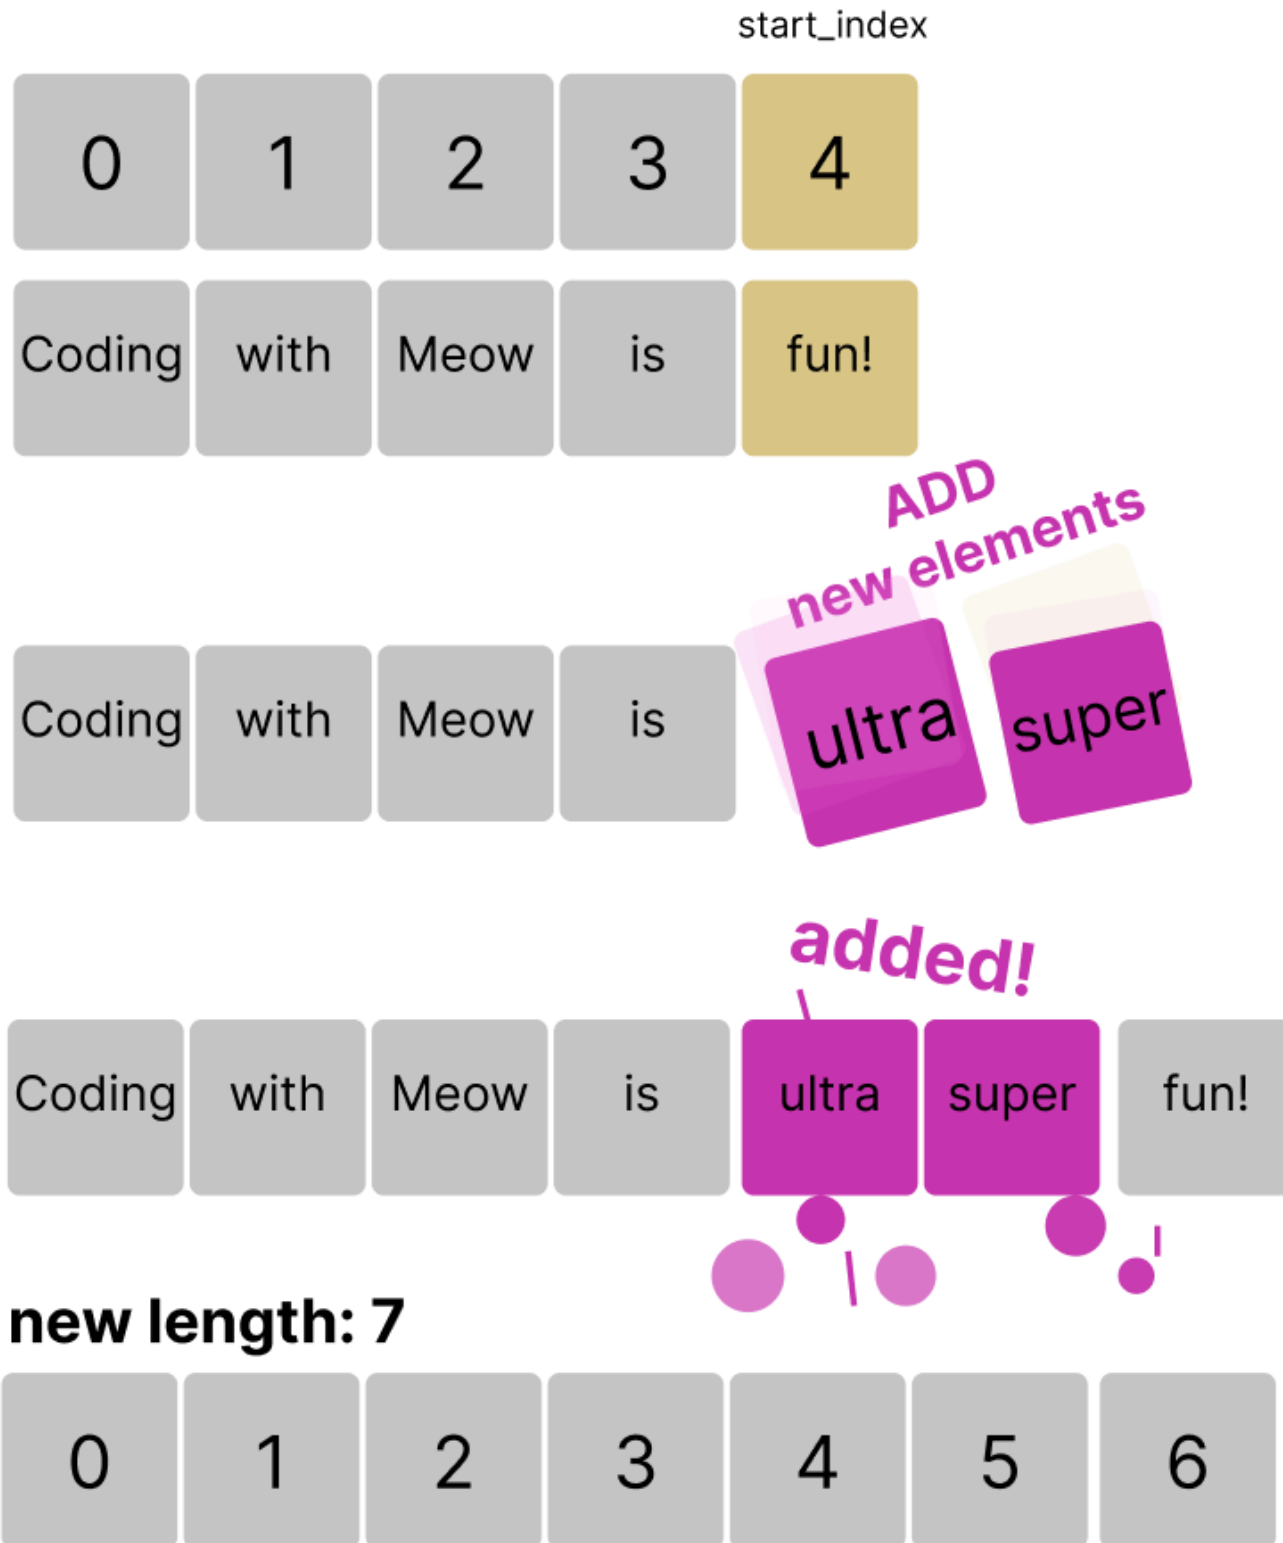 start_index
0 1 2 3 4
Coding with Meow is fun!
ADD
new elements
Coding with Meow is ultra super
added!
Coding with Meow is ultra super fun!
new length: 7
0 1 2 3 4 5 6